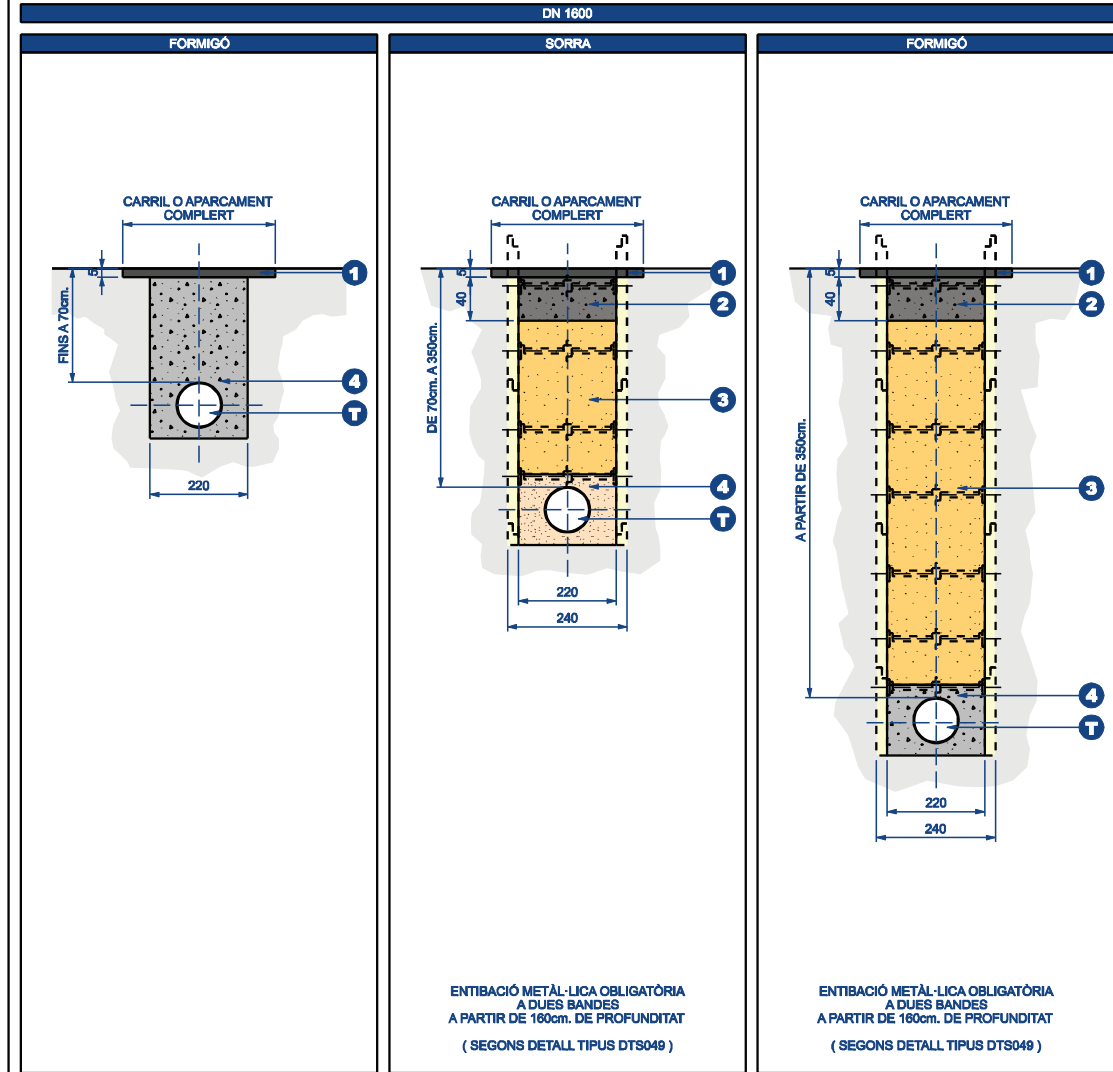 DN 1600
FORMIGÓ
CARRIL O APARCAMENT
COMPLERT
5
FINS A 70cm.
1
4
T
220
SORRA
CARRIL O APARCAMENT
COMPLERT
5
40
DE 70cm. A 350cm.
1
2
3
4
T
220
240
ENTIBACIÓ METÀL·LICA OBLIGATÒRIA
A DUES BANDES
A PARTIR DE 160cm. DE PROFUNDITAT
( SEGONS DETALL TIPUS DTS049 )
FORMIGÓ
CARRIL O APARCAMENT
COMPLERT
5
40
A PARTIR DE 350cm.
1
2
3
4
T
220
240
ENTIBACIÓ METÀL·LICA OBLIGATÒRIA
A DUES BANDES
A PARTIR DE 160cm. DE PROFUNDITAT
( SEGONS DETALL TIPUS DTS049 )